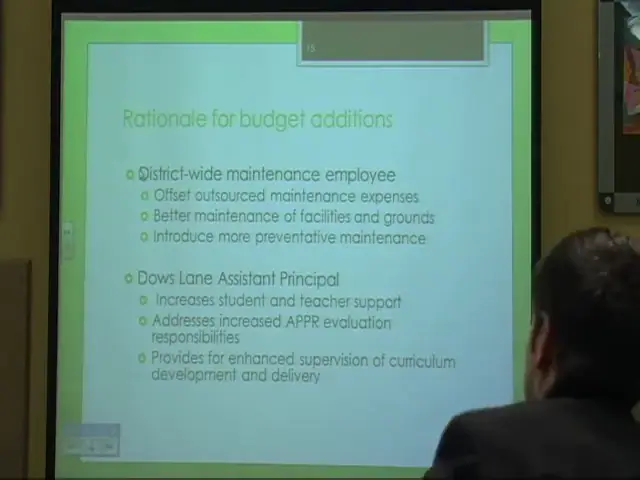 15
Rationale for budget additions
District-wide maintenance employee
Offset outsourced maintenance expenses
Better maintenance of facilities and grounds
Introduce more preventative maintenance
Dows Lane Assistant Principal
Increases student and teacher support
Addresses increased APPR evaluation
responsibilities
Provides for enhanced supervision of curriculum
development and delivery